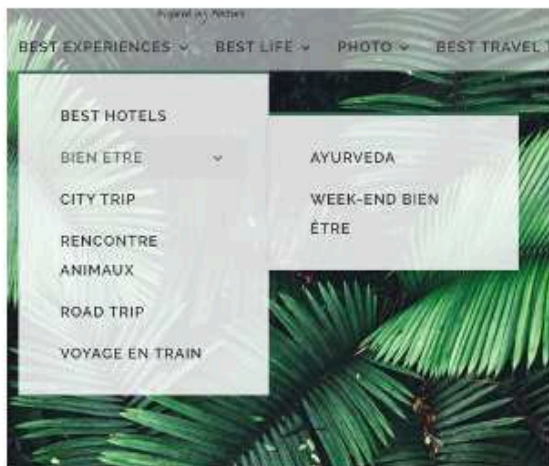 BEST EXPERIENCES BEST LIFE PHOTO BEST TRAVEL
BEST HOTELS
BIEN ETRE
CITY TRIP
RENCONTRE
ANIMAUX
ROAD TRIP
VOYAGE EN TRAIN
AYURVEDA
WEEK-END BIEN
ÊTRE